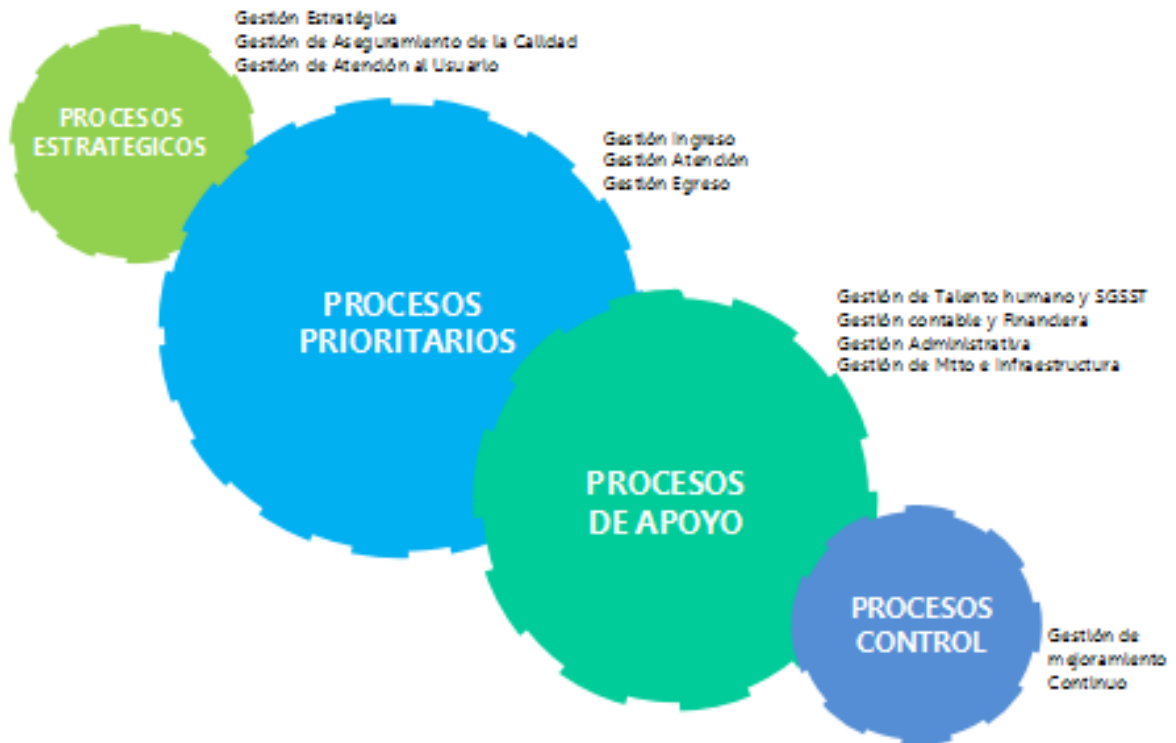 Gestión Estratégica
Gestión de Aseguramiento de la Calidad
Gestión de Atención al Usuario
PROCESOS
ESTRATEGICOS
Gestión Ingreso
Gestión Atención
Gestión Egreso
PROCESOS
PRIORITARIOS
Gestión de Talento humano y SGSST
Gestión contable y Financiera
Gestión Administrativa
Gestión de Mtto e Infraestructura
PROCESOS
DE APOYO
PROCESOS
CONTROL
Gestión de
mejoramiento
Continuo